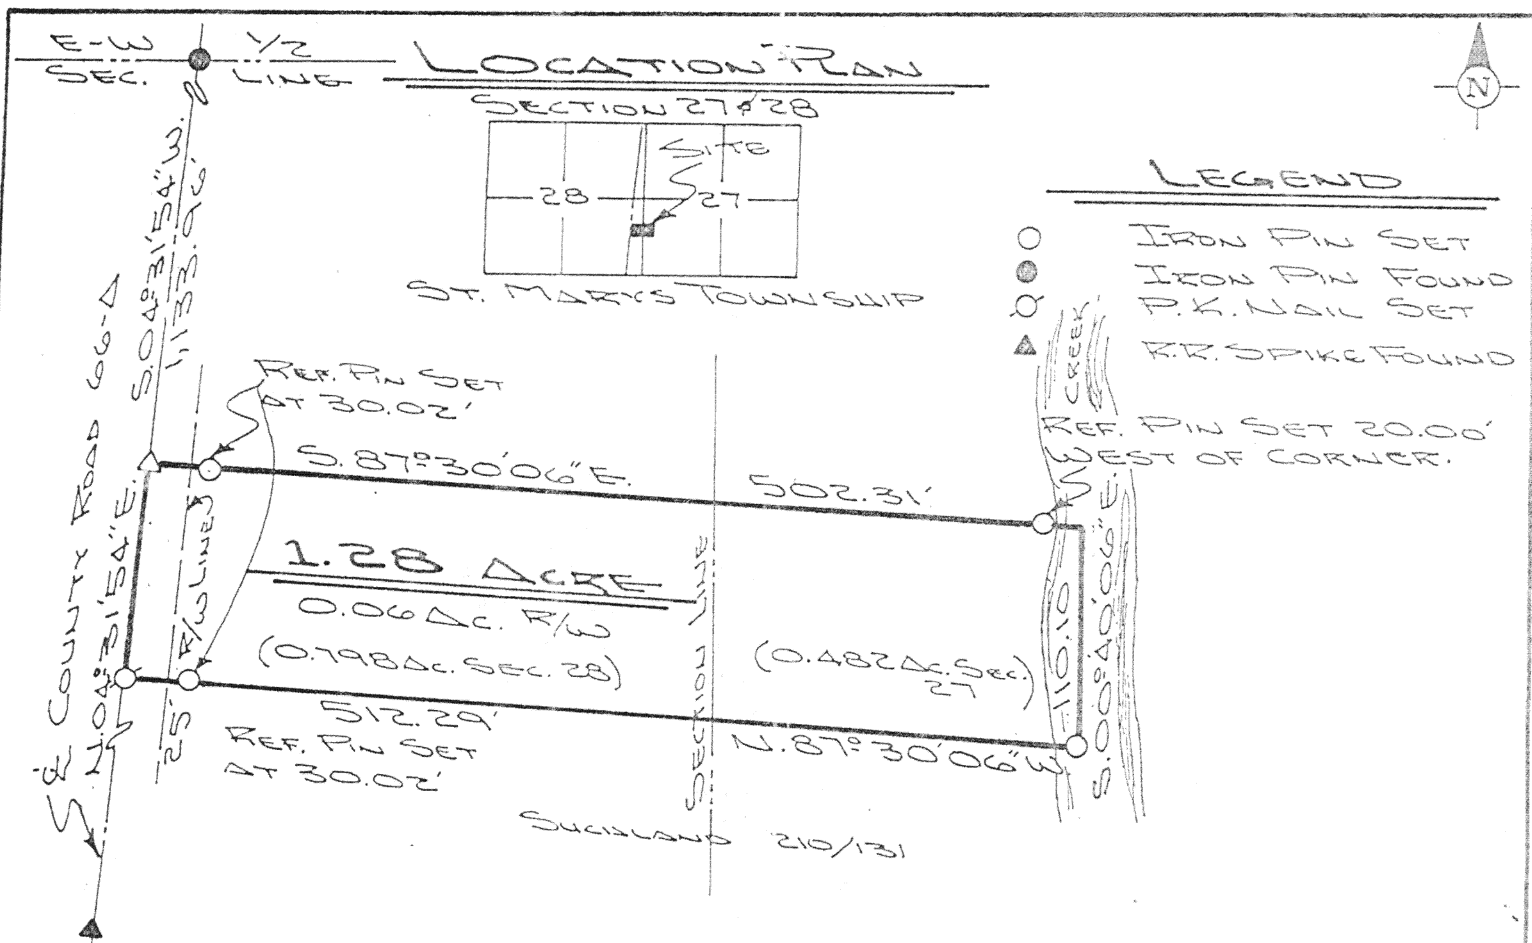 E-W 1/2
SEC. LINE
LOCATION PLAN
SECTION 27 & 28
SITE
28
27
ST. MARYS TOWNSHIP
N
LEGEND
IRON PIN SET
IRON PIN FOUND
P.K. NAIL SET
R.R. SPIKE FOUND
S.04°31'54"W.
1,133.96'
COUNTY ROAD 66-A
N.04°31'54"E.
REF. PIN SET
AT 30.02'
S. 87°30'06"E.
502.31'
CREEK
REF. PIN SET 20.00'
WEST OF CORNER.
25' R/W LINE
1.28 ACRE
0.06 AC. R/W
(0.798 AC. SEC. 28)
SECTION LINE
(0.482 AC. SEC.
27)
110.10
S.00°40'06"E.
512.29'
N. 87°30'06"W
REF. PIN SET
AT 30.02'
210/131